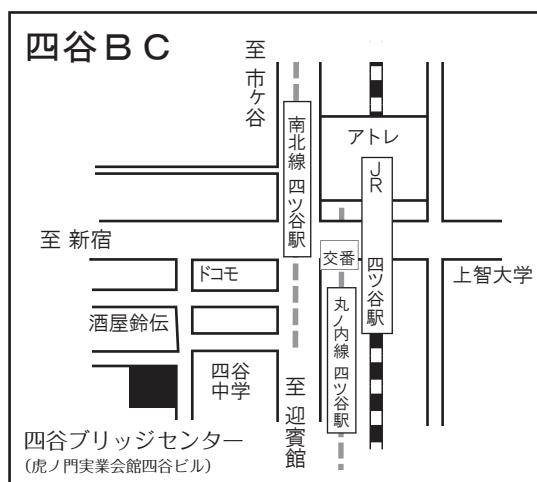 四谷ＢＣ
至 市ヶ谷
南北線 四ツ谷駅
アトレ
JR 四ツ谷駅
至 新宿
交番
ドコモ
上智大学
丸ノ内線 四ツ谷駅
酒屋鈴伝
四谷
中学
至 迎賓館
四谷ブリッジセンター
(虎ノ門実業会館四谷ビル)